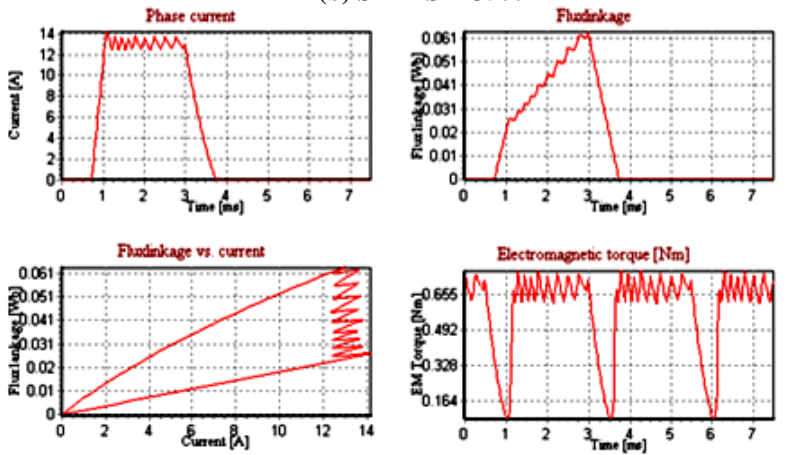 Phase current
14
12
10
8
6
4
2
0
Current [A]
0 1 2 3 4 5 6 7
Time [ms]
Fluxlinkage
0.061
0.051
0.041
0.031
0.02
0.01
0
Fluxlinkage [Wb]
0 1 2 3 4 5 6 7
Time [ms]
Fluxlinkage vs. current
0.061
0.051
0.041
0.031
0.02
0.01
0
Fluxlinkage [Wb]
0 2 4 6 8 10 12 14
Current [A]
Electromagnetic torque [Nm]
0.655
0.492
0.328
0.164
EM Torque [Nm]
0 1 2 3 4 5 6 7
Time [ms]